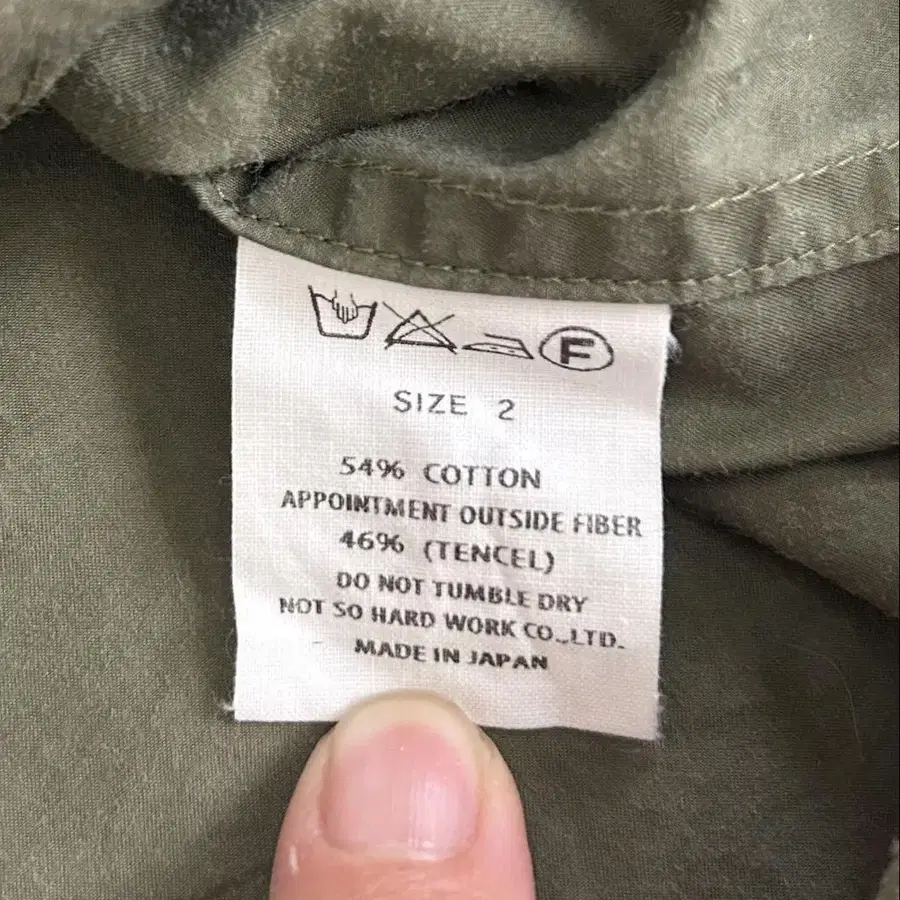 F
SIZE 2
54% COTTON
APPOINTMENT OUTSIDE FIBER
46% (TENCEL)
DO NOT TUMBLE DRY
NOT SO HARD WORK CO.,LTD.
MADE IN JAPAN